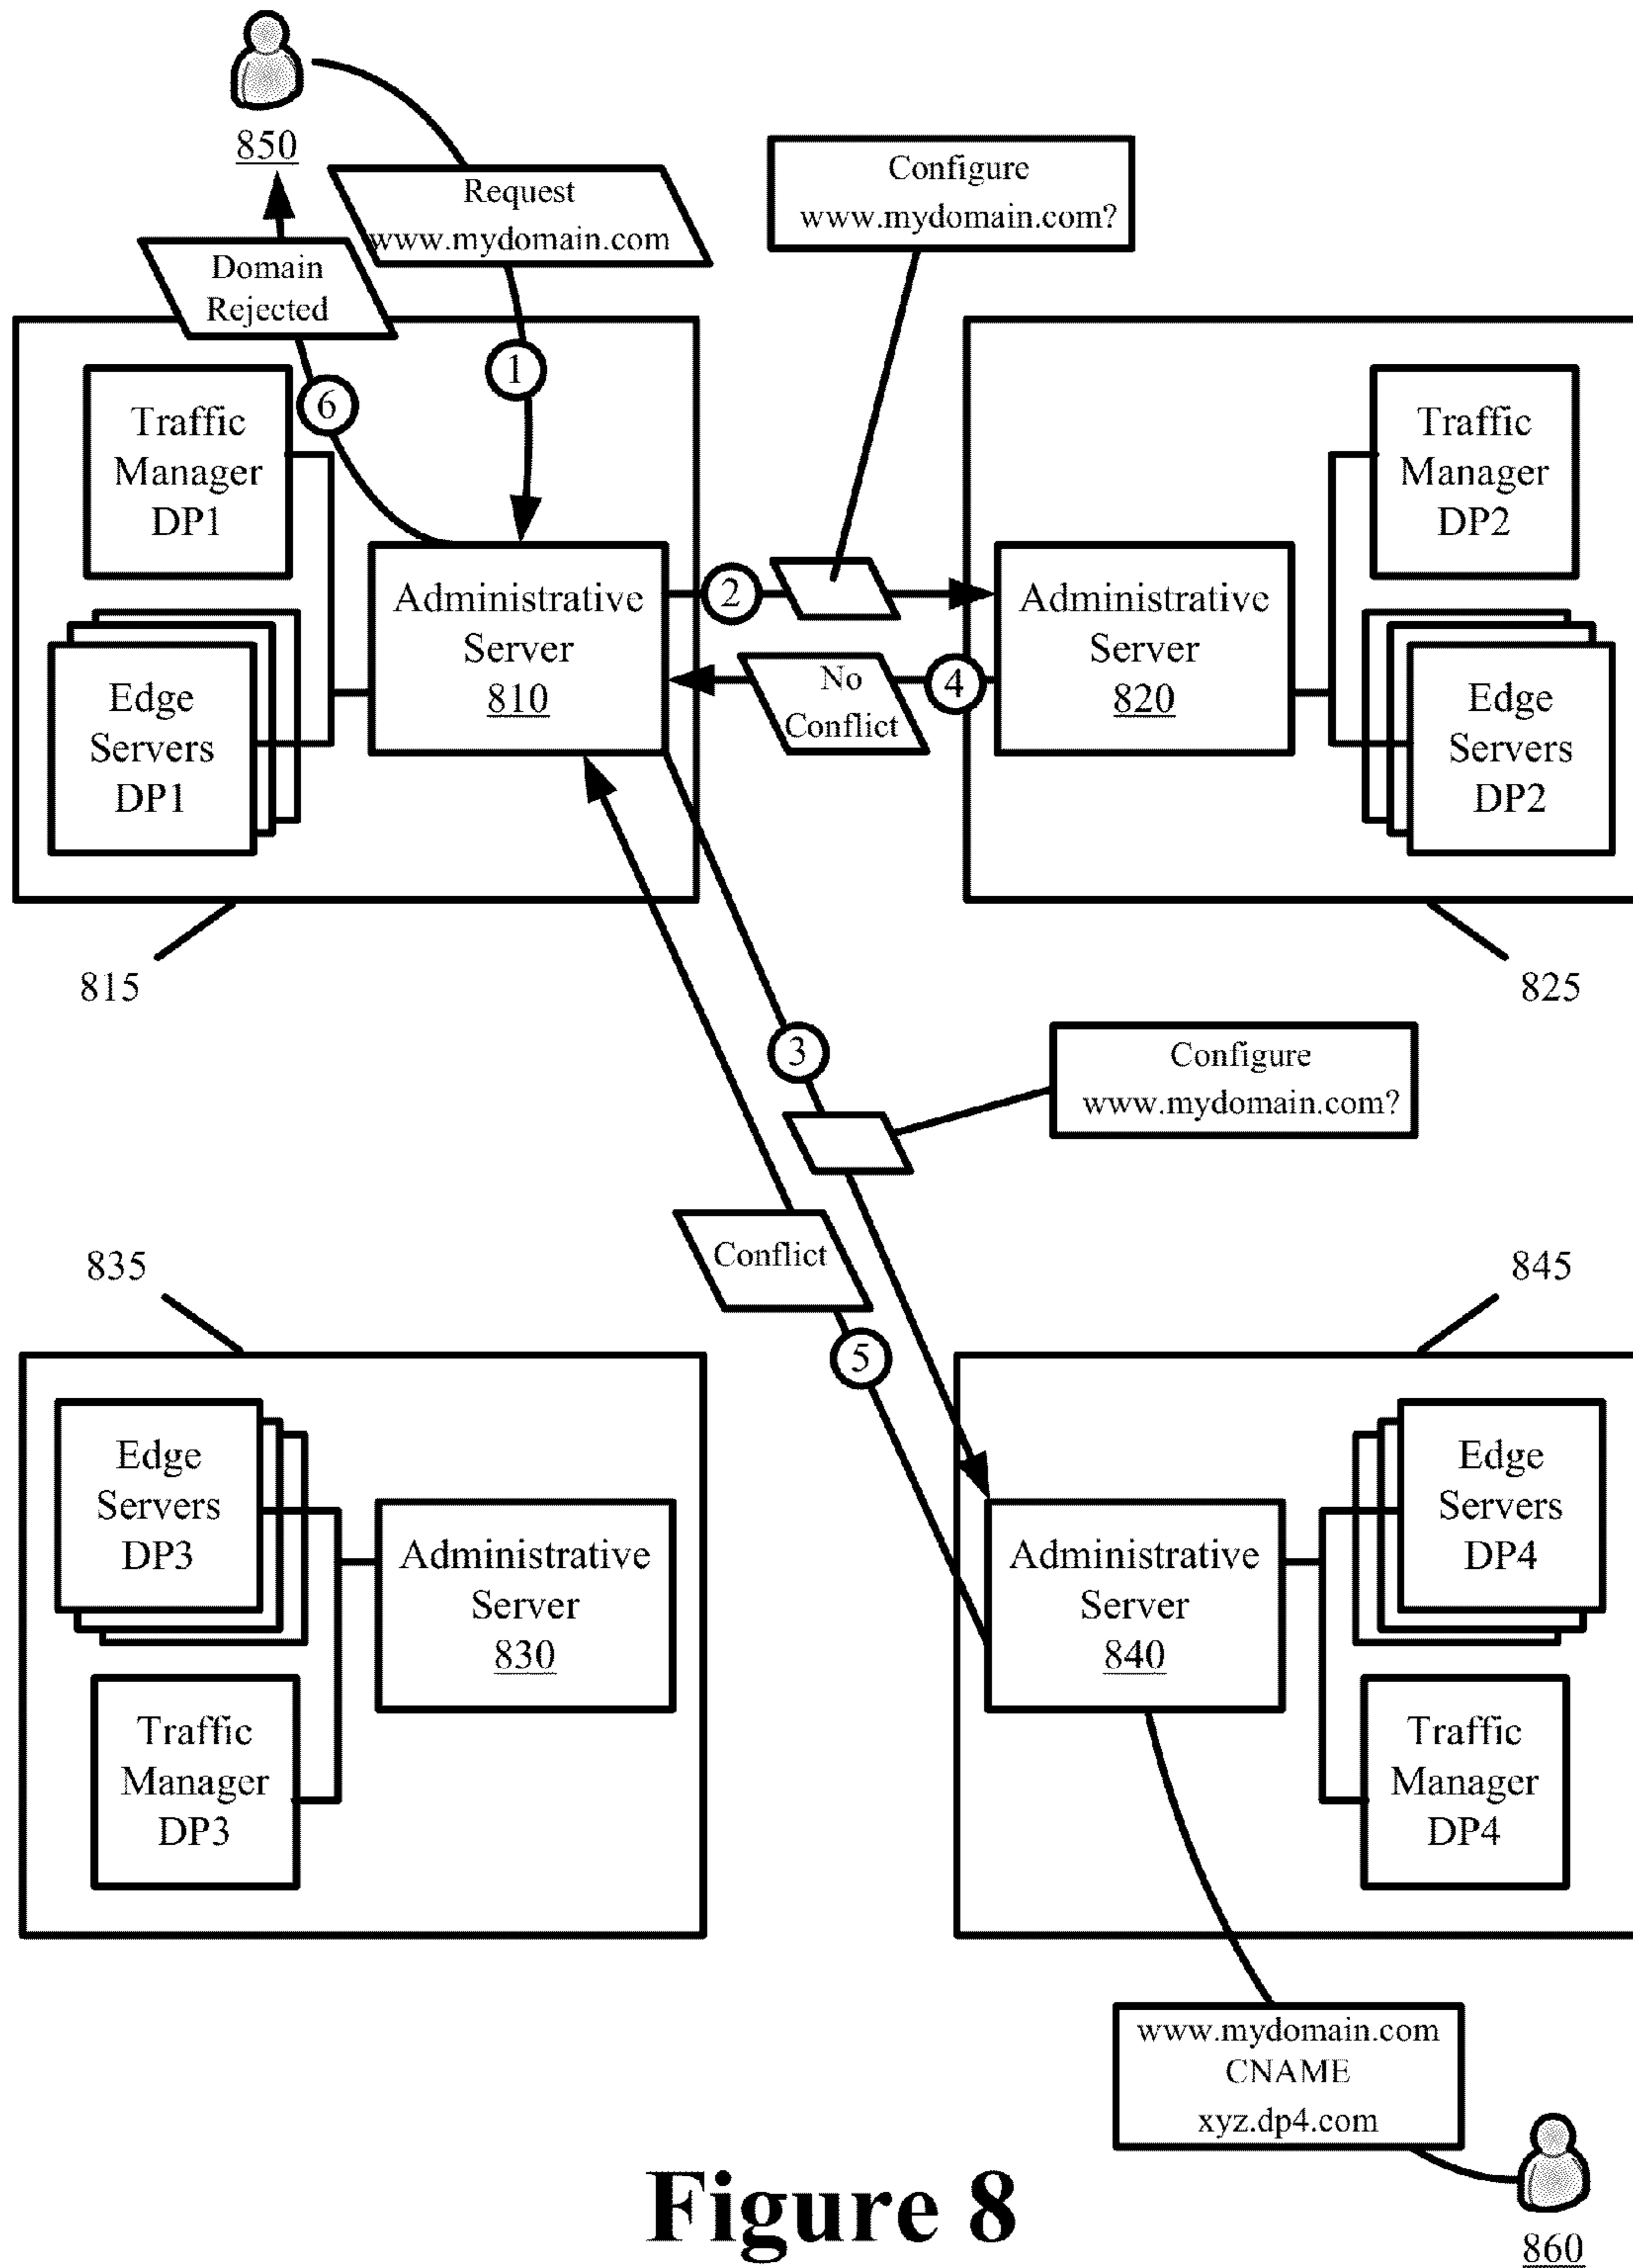 850
Request
www.mydomain.com
Configure
www.mydomain.com?
Domain
Rejected
1
6
Traffic
Manager
DP1
Traffic
Manager
DP2
Administrative
Server
810
2
Administrative
Server
820
Edge
Servers
DP1
No
Conflict
4
Edge
Servers
DP2
815
825
3
Configure
www.mydomain.com?
Conflict
5
835
845
Edge
Servers
DP3
Administrative
Server
830
Traffic
Manager
DP3
Administrative
Server
840
Edge
Servers
DP4
Traffic
Manager
DP4
www.mydomain.com
CNAME
xyz.dp4.com
860
Figure 8